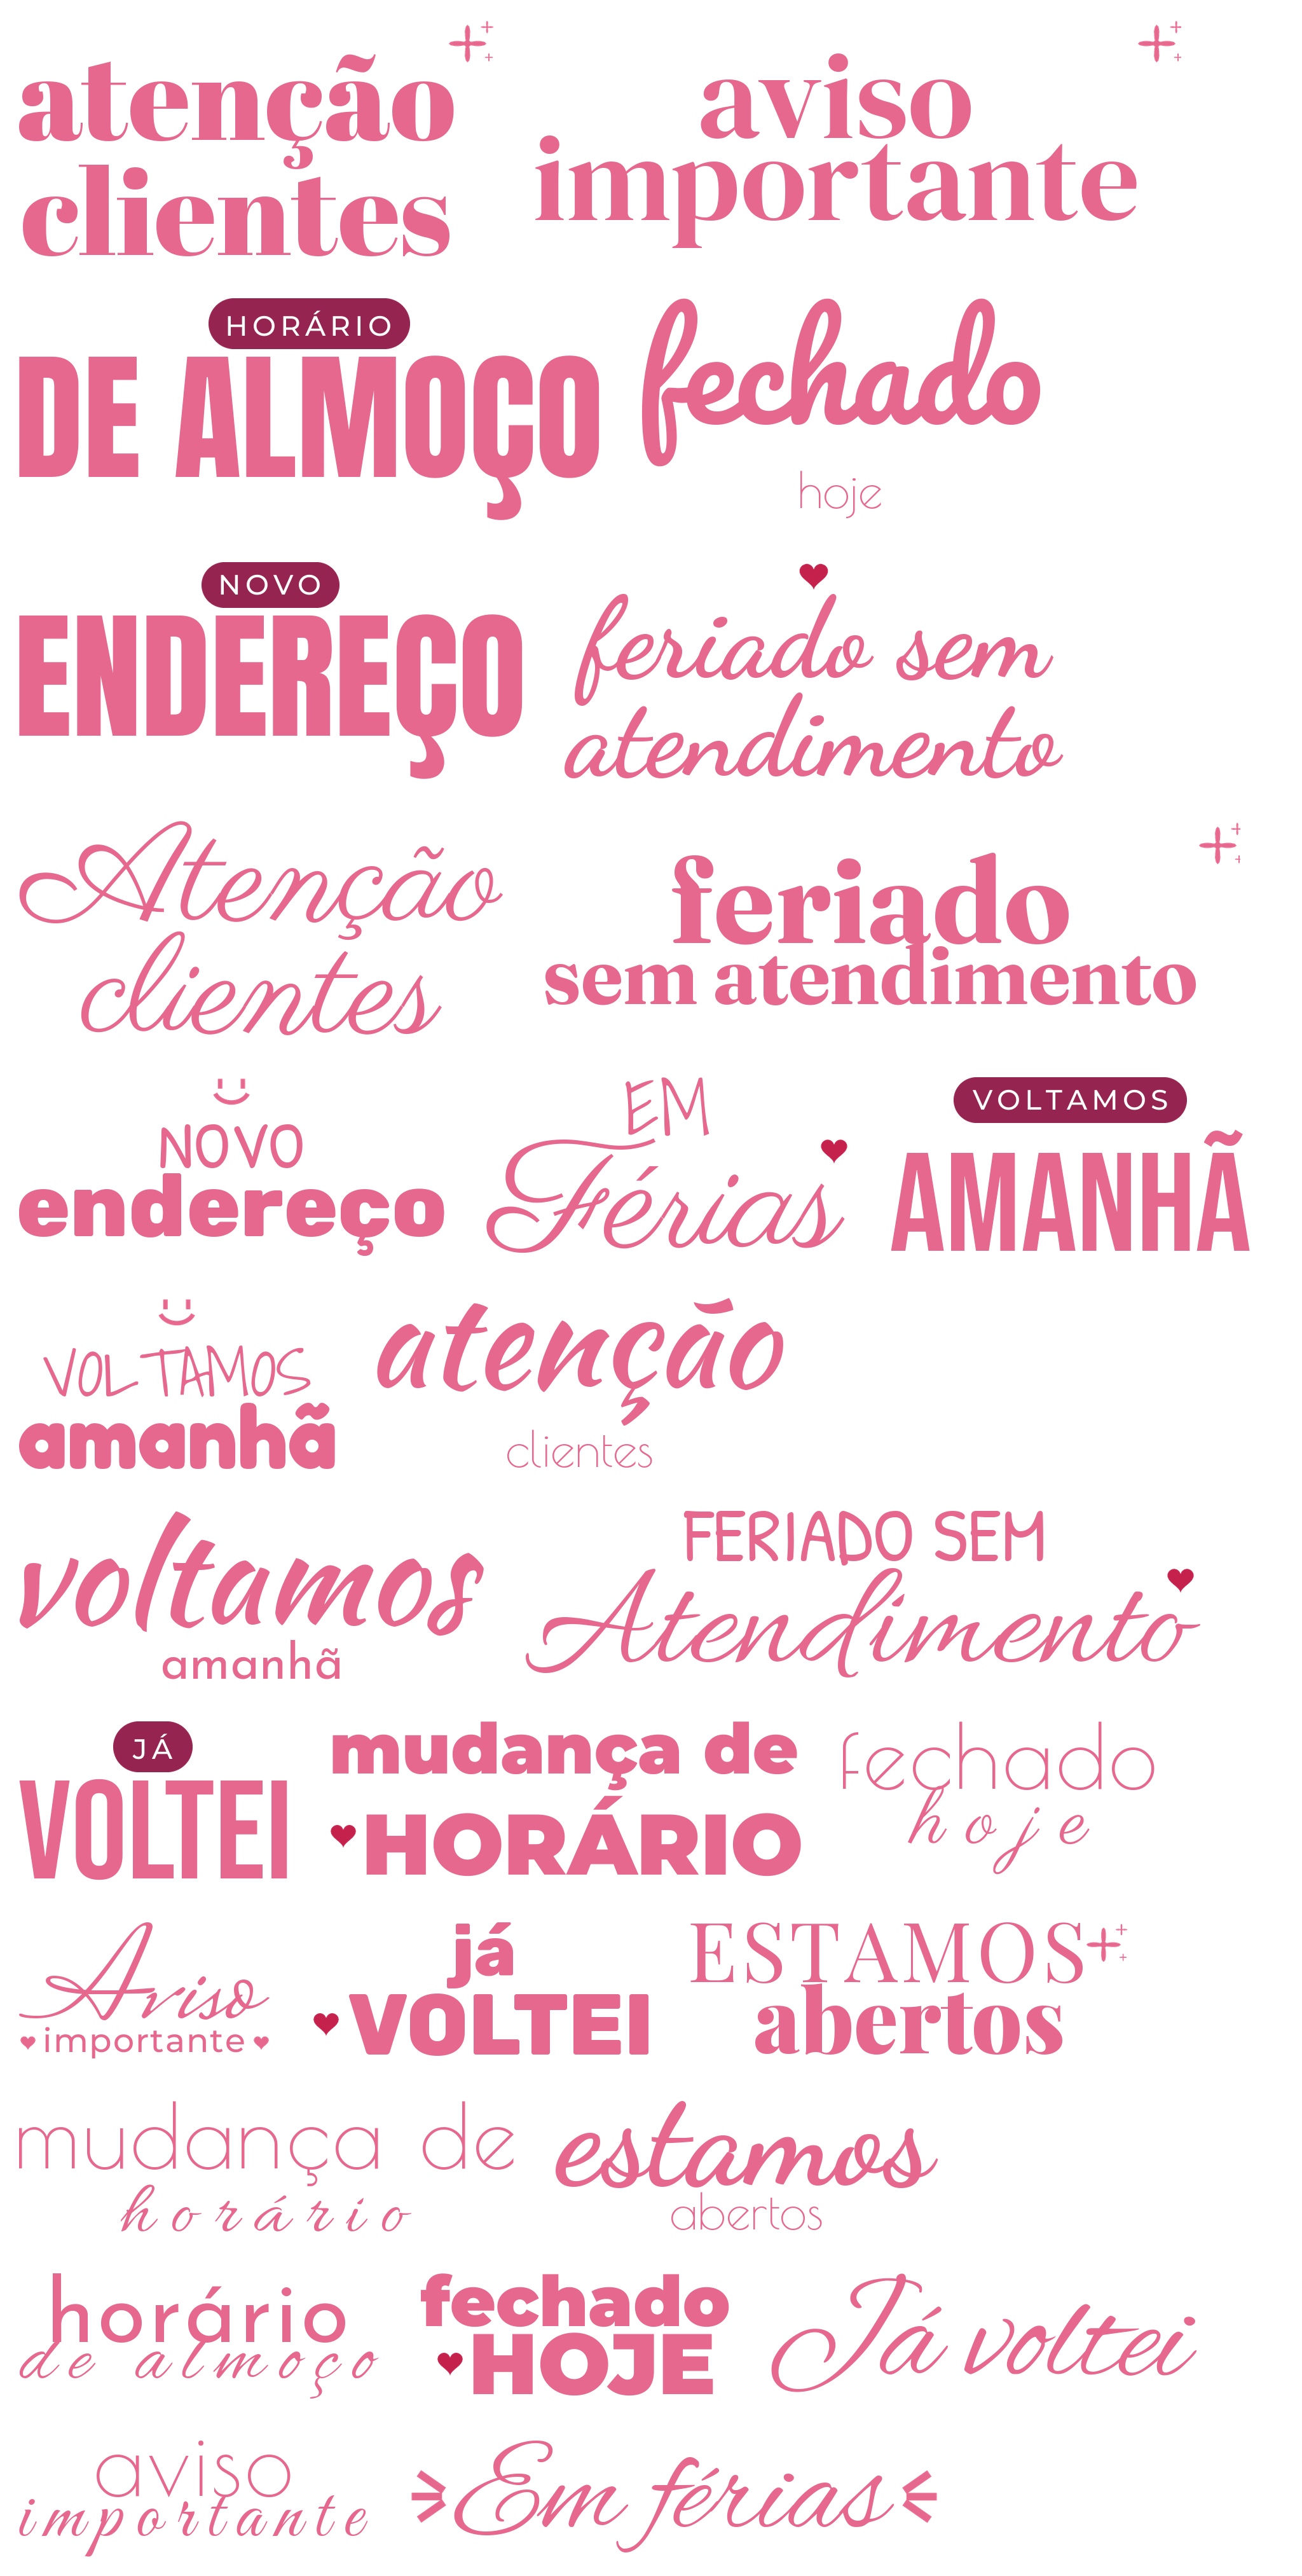 atenção
clientes
aviso
importante
HORÁRIO
DE ALMOÇO
fechado
hoje
NOVO
ENDEREÇO
feriado sem
atendimento
Atenção
clientes
feriado
sem atendimento
NOVO
endereço
EM
Férias
VOLTAMOS
AMANHÃ
VOLTAMOS
amanhã
atenção
clientes
voltamos
amanhã
FERIADO SEM
Atendimento
JÁ
VOLTEI
mudança de
HORÁRIO
fechado
hoje
Aviso
importante
já
VOLTEI
ESTAMOS
abertos
mudança de
horário
estamos
abertos
horário
de almoço
fechado
HOJE
Já voltei
aviso
importante
Em férias